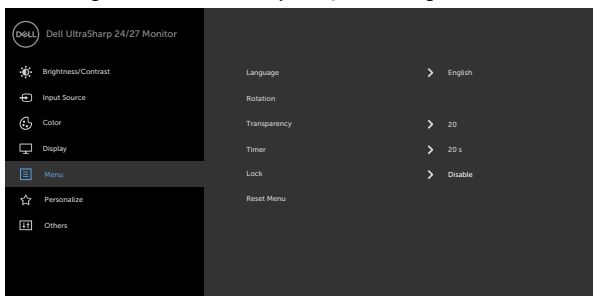 DELL Dell UltraSharp 24/27 Monitor
Brightness/Contrast
Input Source
Color
Display
Menu
Personalize
Others
Language English
Rotation
Transparency 20
Timer 20 s
Lock Disable
Reset Menu